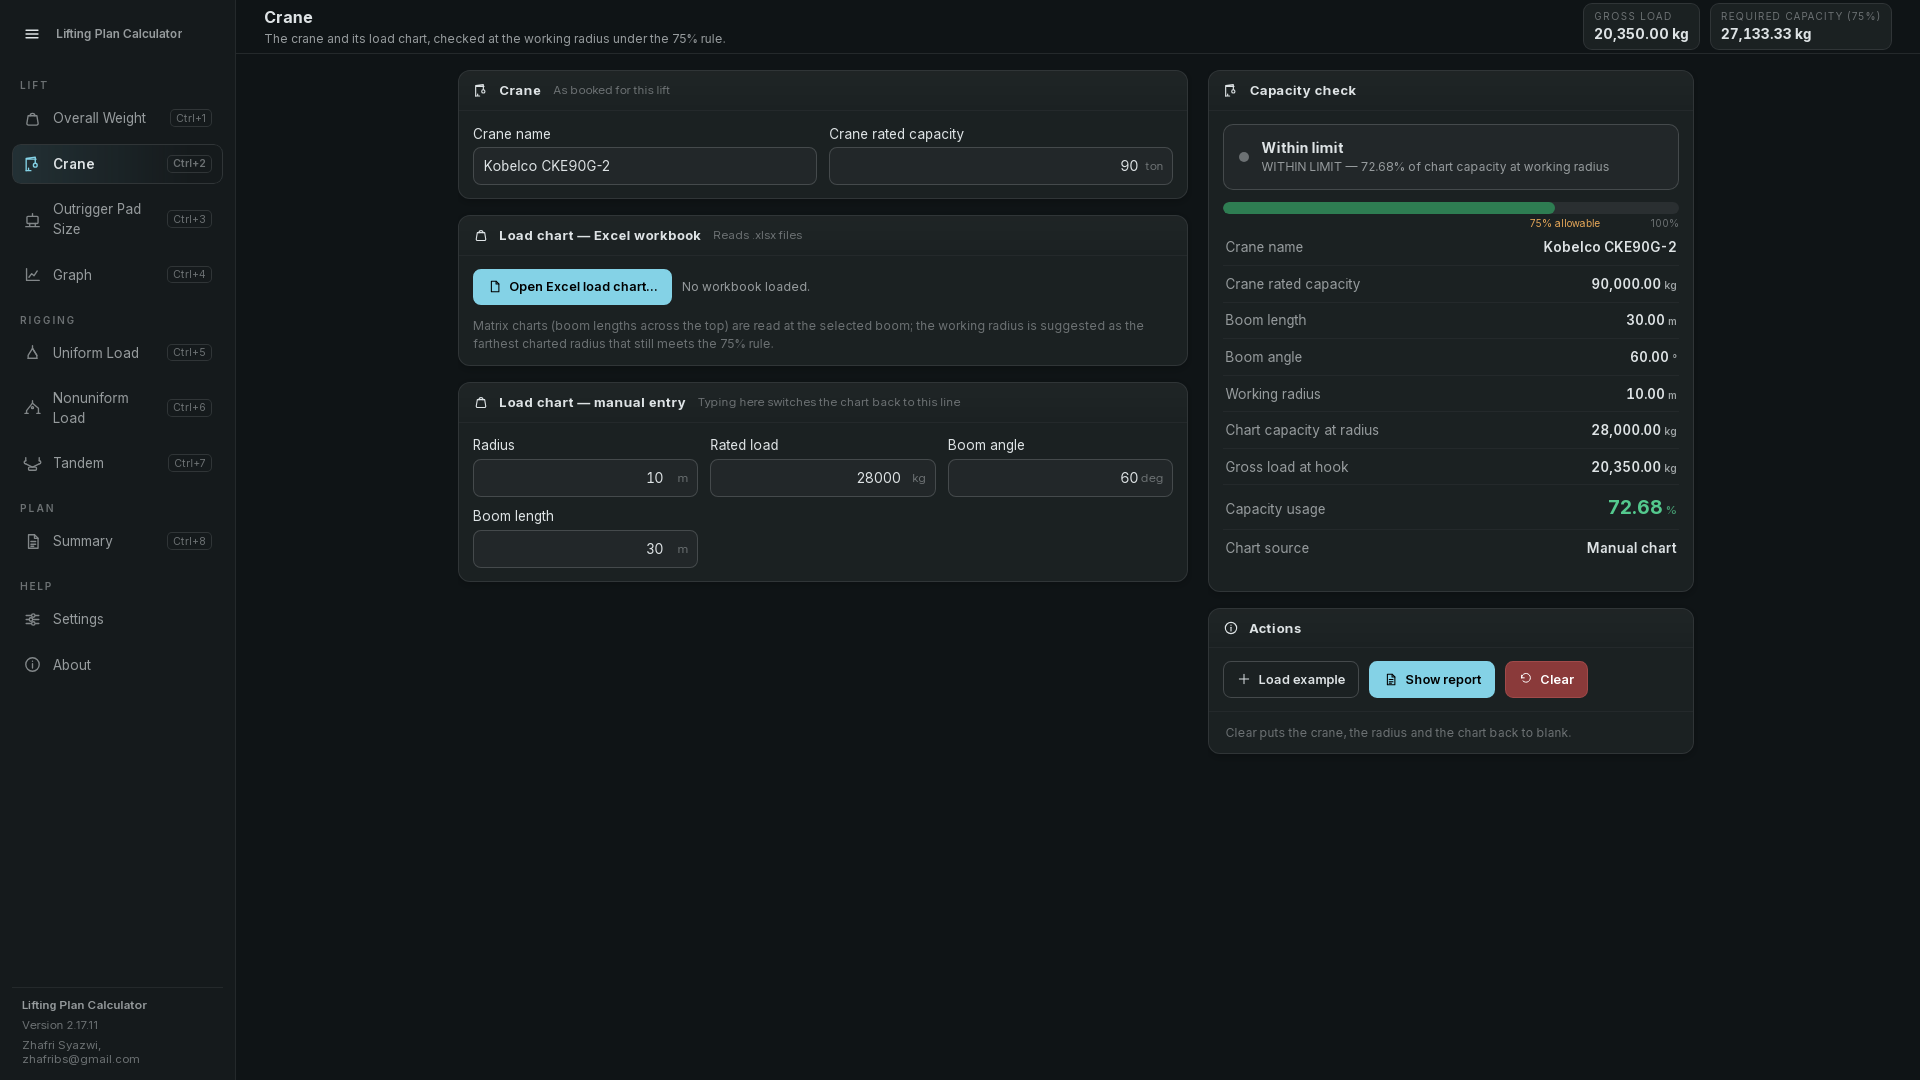 Lifting Plan Calculator
LIFT
Overall Weight Ctrl+1
Crane Ctrl+2
Outrigger Pad Size Ctrl+3
Graph Ctrl+4
RIGGING
Uniform Load Ctrl+5
Nonuniform Load Ctrl+6
Tandem Ctrl+7
PLAN
Summary Ctrl+8
HELP
Settings
About
Lifting Plan Calculator
Version 2.17.11
Zhafri Syazwi,
zhafribs@gmail.com
Crane
The crane and its load chart, checked at the working radius under the 75% rule.
GROSS LOAD
20,350.00 kg
REQUIRED CAPACITY (75%)
27,133.33 kg
Crane As booked for this lift
Crane name
Kobelco CKE90G-2
Crane rated capacity
90 ton
Load chart — Excel workbook Reads .xlsx files
Open Excel load chart... No workbook loaded.
Matrix charts (boom lengths across the top) are read at the selected boom; the working radius is suggested as the
farthest charted radius that still meets the 75% rule.
Load chart — manual entry Typing here switches the chart back to this line
Radius
10 m
Rated load
28000 kg
Boom angle
60 deg
Boom length
30 m
Capacity check
Within limit
WITHIN LIMIT — 72.68% of chart capacity at working radius
75% allowable 100%
Crane name Kobelco CKE90G-2
Crane rated capacity 90,000.00 kg
Boom length 30.00 m
Boom angle 60.00 °
Working radius 10.00 m
Chart capacity at radius 28,000.00 kg
Gross load at hook 20,350.00 kg
Capacity usage 72.68 %
Chart source Manual chart
Actions
Load example Show report Clear
Clear puts the crane, the radius and the chart back to blank.